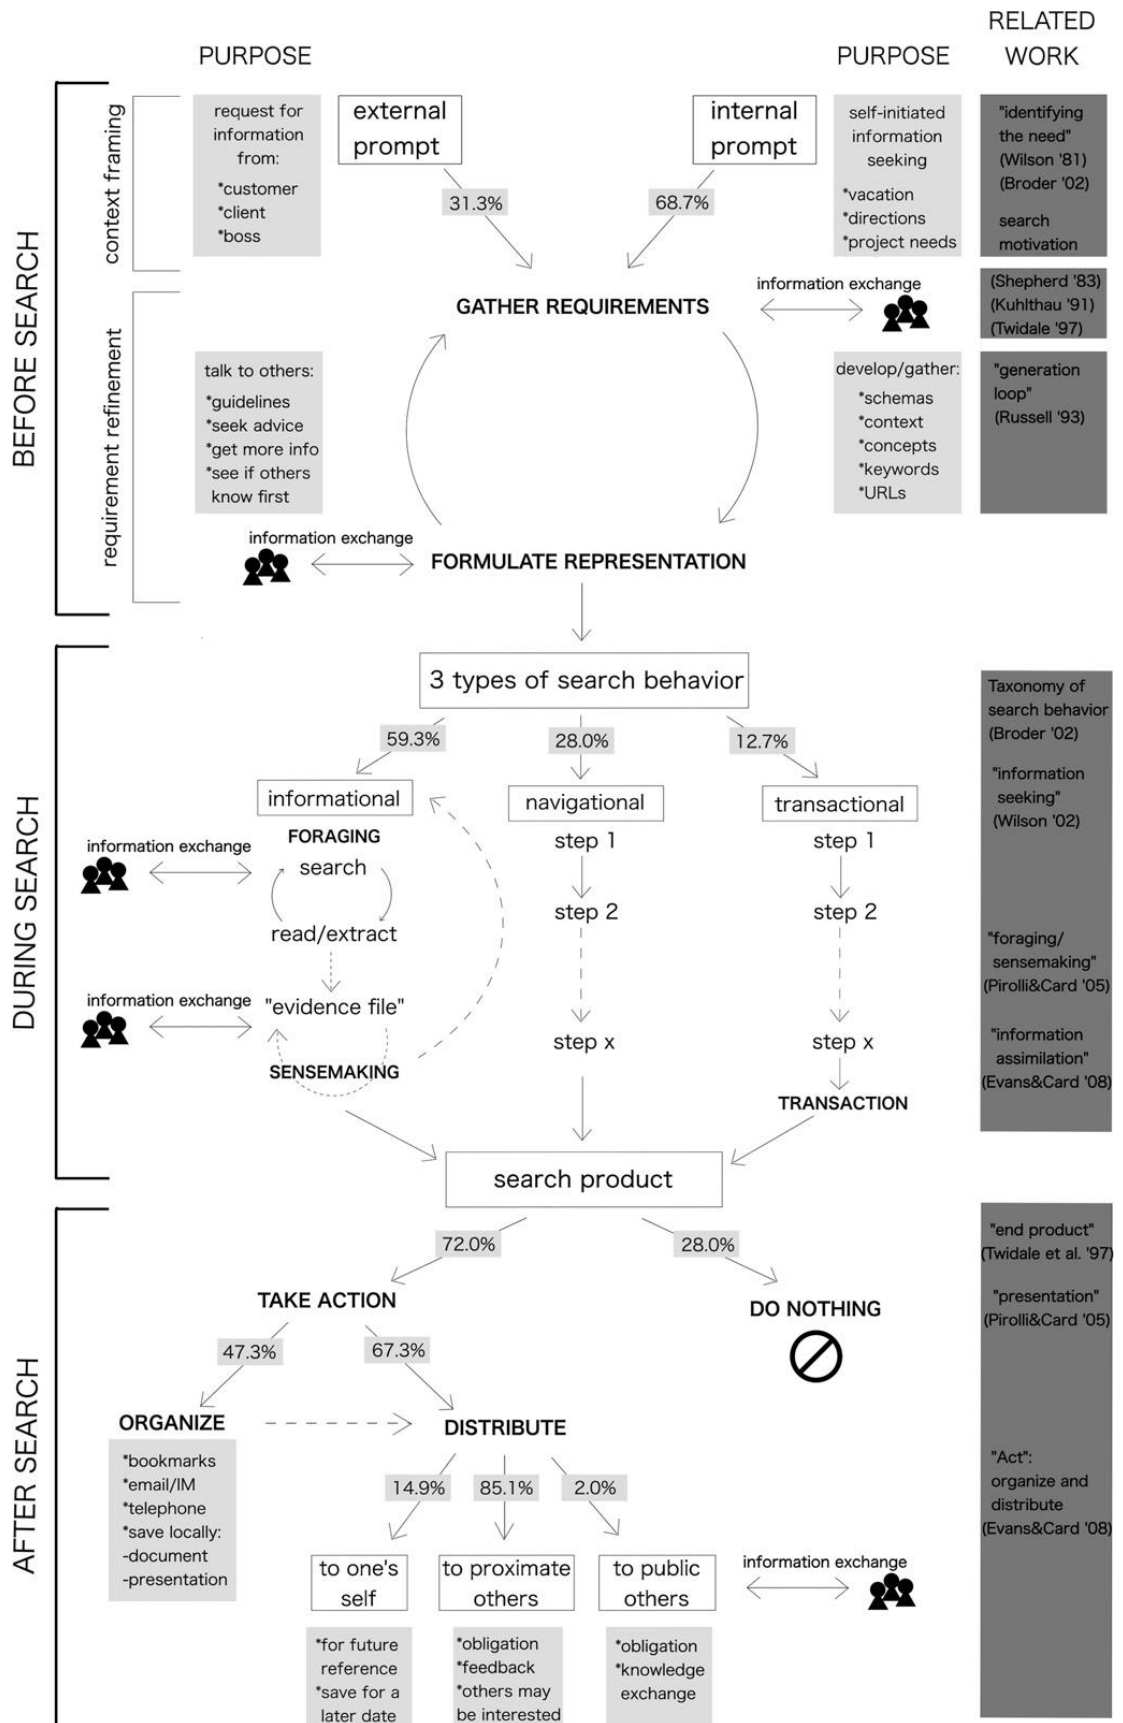 PURPOSE
PURPOSE
RELATED
WORK
BEFORE SEARCH
context framing
request for
information
from:
*customer
*client
*boss
external
prompt
internal
prompt
31.3%
68.7%
self-initiated
information
seeking
*vacation
*directions
*project needs
"identifying
the need"
(Wilson '81)
(Broder '02)
search
motivation
requirement refinement
GATHER REQUIREMENTS
information exchange
(Shepherd '83)
(Kuhlthau '91)
(Twidale '97)
talk to others:
*guidelines
*seek advice
*get more info
*see if others
know first
develop/gather:
*schemas
*context
*concepts
*keywords
*URLs
"generation
loop"
(Russell '93)
information exchange
FORMULATE REPRESENTATION
DURING SEARCH
3 types of search behavior
59.3%
28.0%
12.7%
informational
navigational
transactional
FORAGING
search
read/extract
"evidence file"
SENSEMAKING
information exchange
information exchange
step 1
step 2
step x
step 1
step 2
step x
TRANSACTION
Taxonomy of
search behavior
(Broder '02)
"information
seeking"
(Wilson '02)
"foraging/
sensemaking"
(Pirolli&Card '05)
"information
assimilation"
(Evans&Card '08)
search product
AFTER SEARCH
72.0%
28.0%
TAKE ACTION
DO NOTHING
47.3%
67.3%
ORGANIZE
DISTRIBUTE
*bookmarks
*email/IM
*telephone
*save locally:
-document
-presentation
14.9%
85.1%
2.0%
to one's
self
to proximate
others
to public
others
information exchange
*for future
reference
*save for a
later date
*obligation
*feedback
*others may
be interested
*obligation
*knowledge
exchange
"end product"
(Twidale et al. '97)
"presentation"
(Pirolli&Card '05)
"Act":
organize and
distribute
(Evans&Card '08)